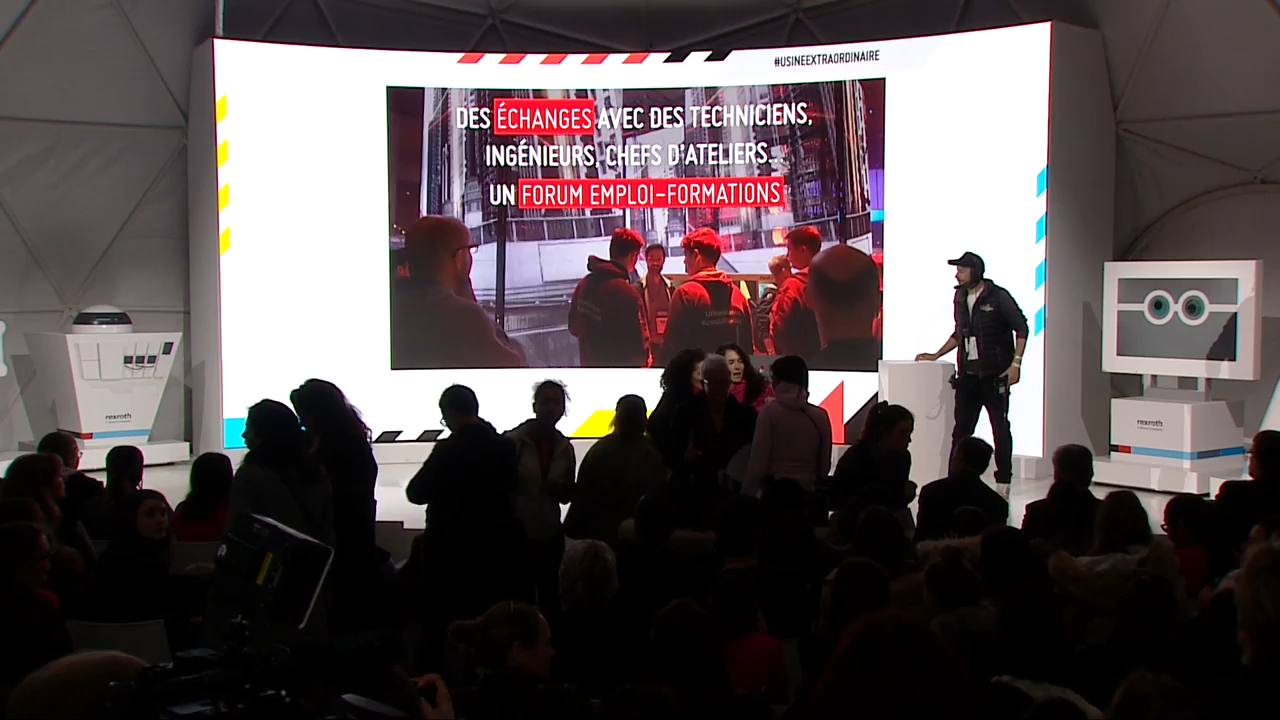 #USINEEXTRAORDINAIRE
DES ÉCHANGES AVEC DES TECHNICIENS,
INGÉNIEURS, CHEFS D'ATELIERS...
UN FORUM EMPLOI-FORMATIONS
rexroth
rexroth